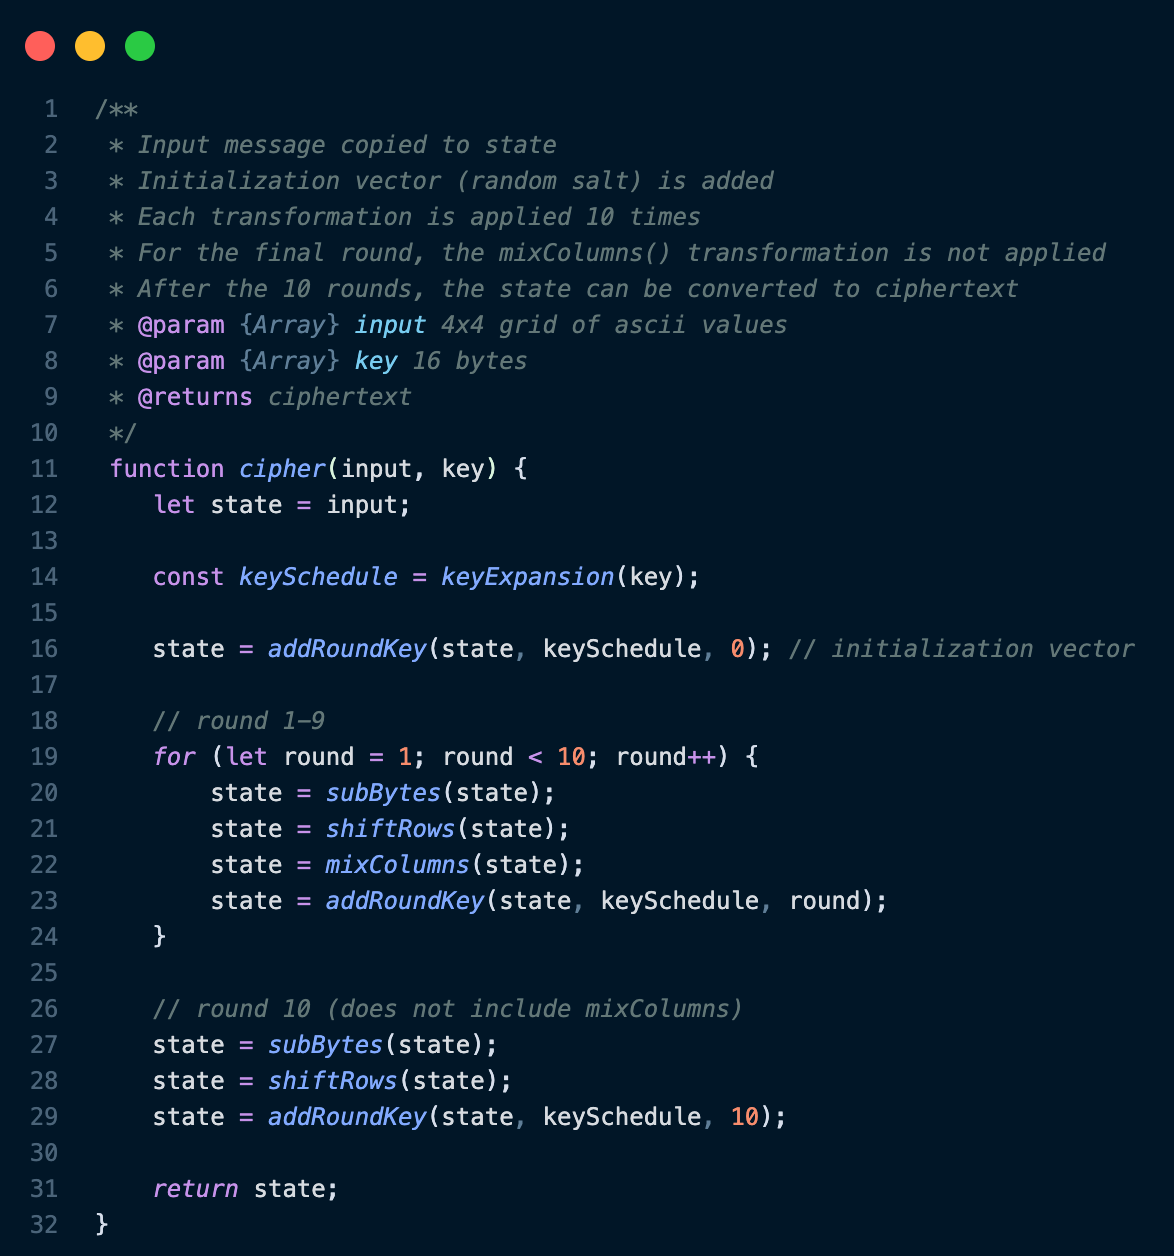 1 /**
2 * Input message copied to state
3 * Initialization vector (random salt) is added
4 * Each transformation is applied 10 times
5 * For the final round, the mixColumns() transformation is not applied
6 * After the 10 rounds, the state can be converted to ciphertext
7 * @param {Array} input 4x4 grid of ascii values
8 * @param {Array} key 16 bytes
9 * @returns ciphertext
10 */
11 function cipher(input, key) {
12 let state = input;
13
14 const keySchedule = keyExpansion(key);
15
16 state = addRoundKey(state, keySchedule, 0); // initialization vector
17
18 // round 1-9
19 for (let round = 1; round < 10; round++) {
20 state = subBytes(state);
21 state = shiftRows(state);
22 state = mixColumns(state);
23 state = addRoundKey(state, keySchedule, round);
24 }
25
26 // round 10 (does not include mixColumns)
27 state = subBytes(state);
28 state = shiftRows(state);
29 state = addRoundKey(state, keySchedule, 10);
30
31 return state;
32 }